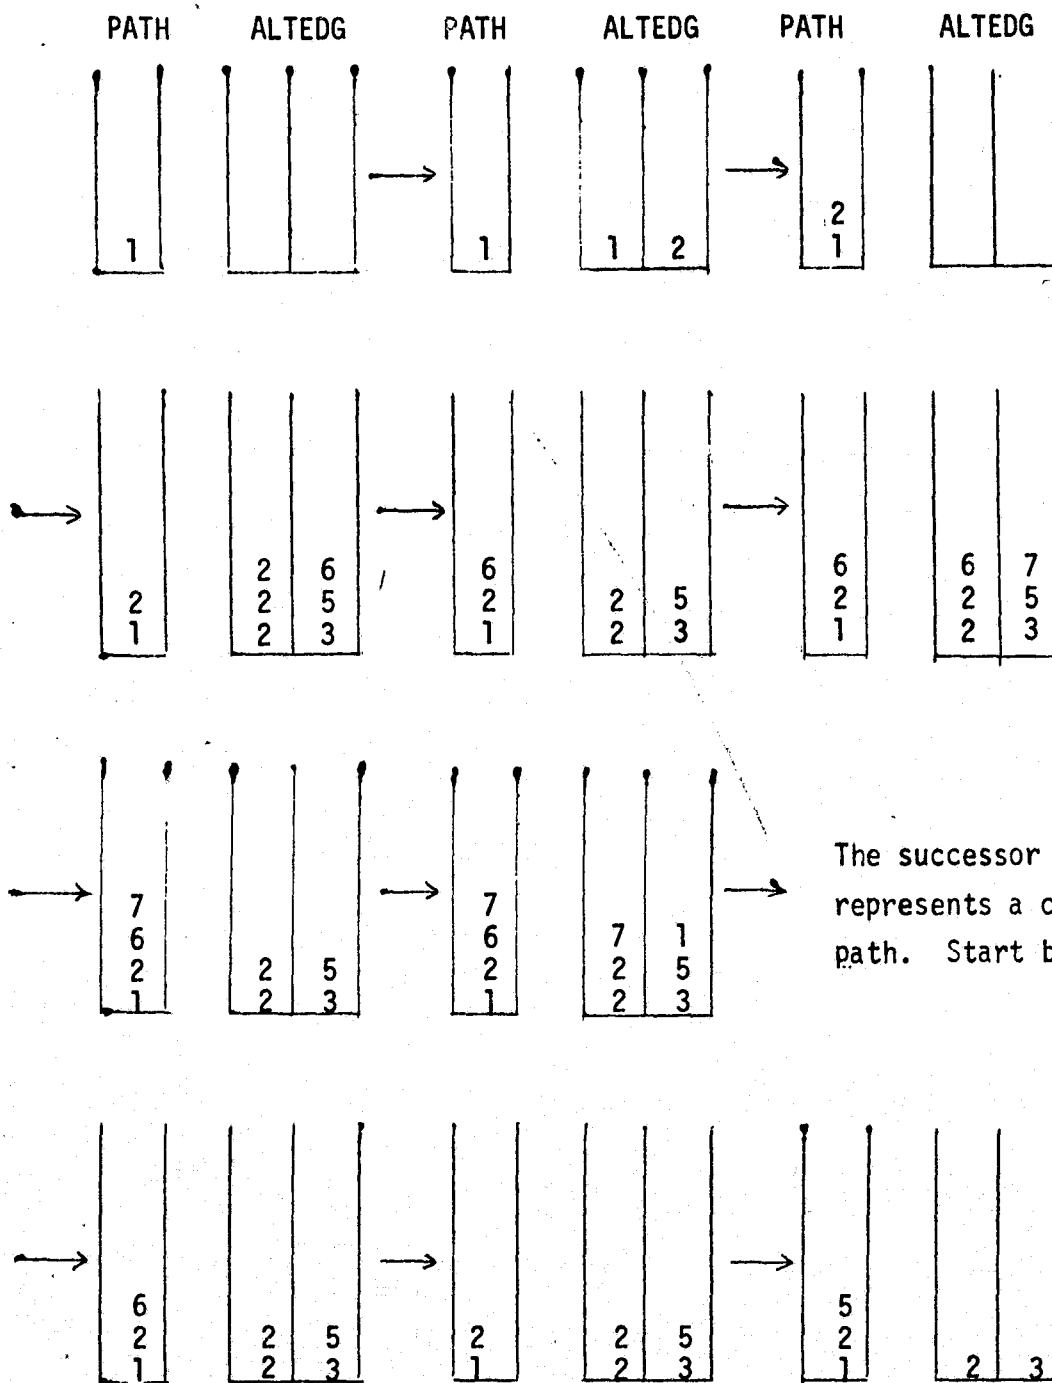 PATH ALTEDG PATH ALTEDG PATH ALTEDG
2
1 1 1 2 1
2 6 6 6 6 7
2 2 5 2 2 5 2 2 5
1 2 3 1 2 3 1 2 3
The successor
7 7 represents a
6 6 7 1 path. Start
2 2 5 2 2 5
1 2 3 1 2 3
6 5
2 2 5 2 2 5 2
1 2 3 1 2 3 1 2 3